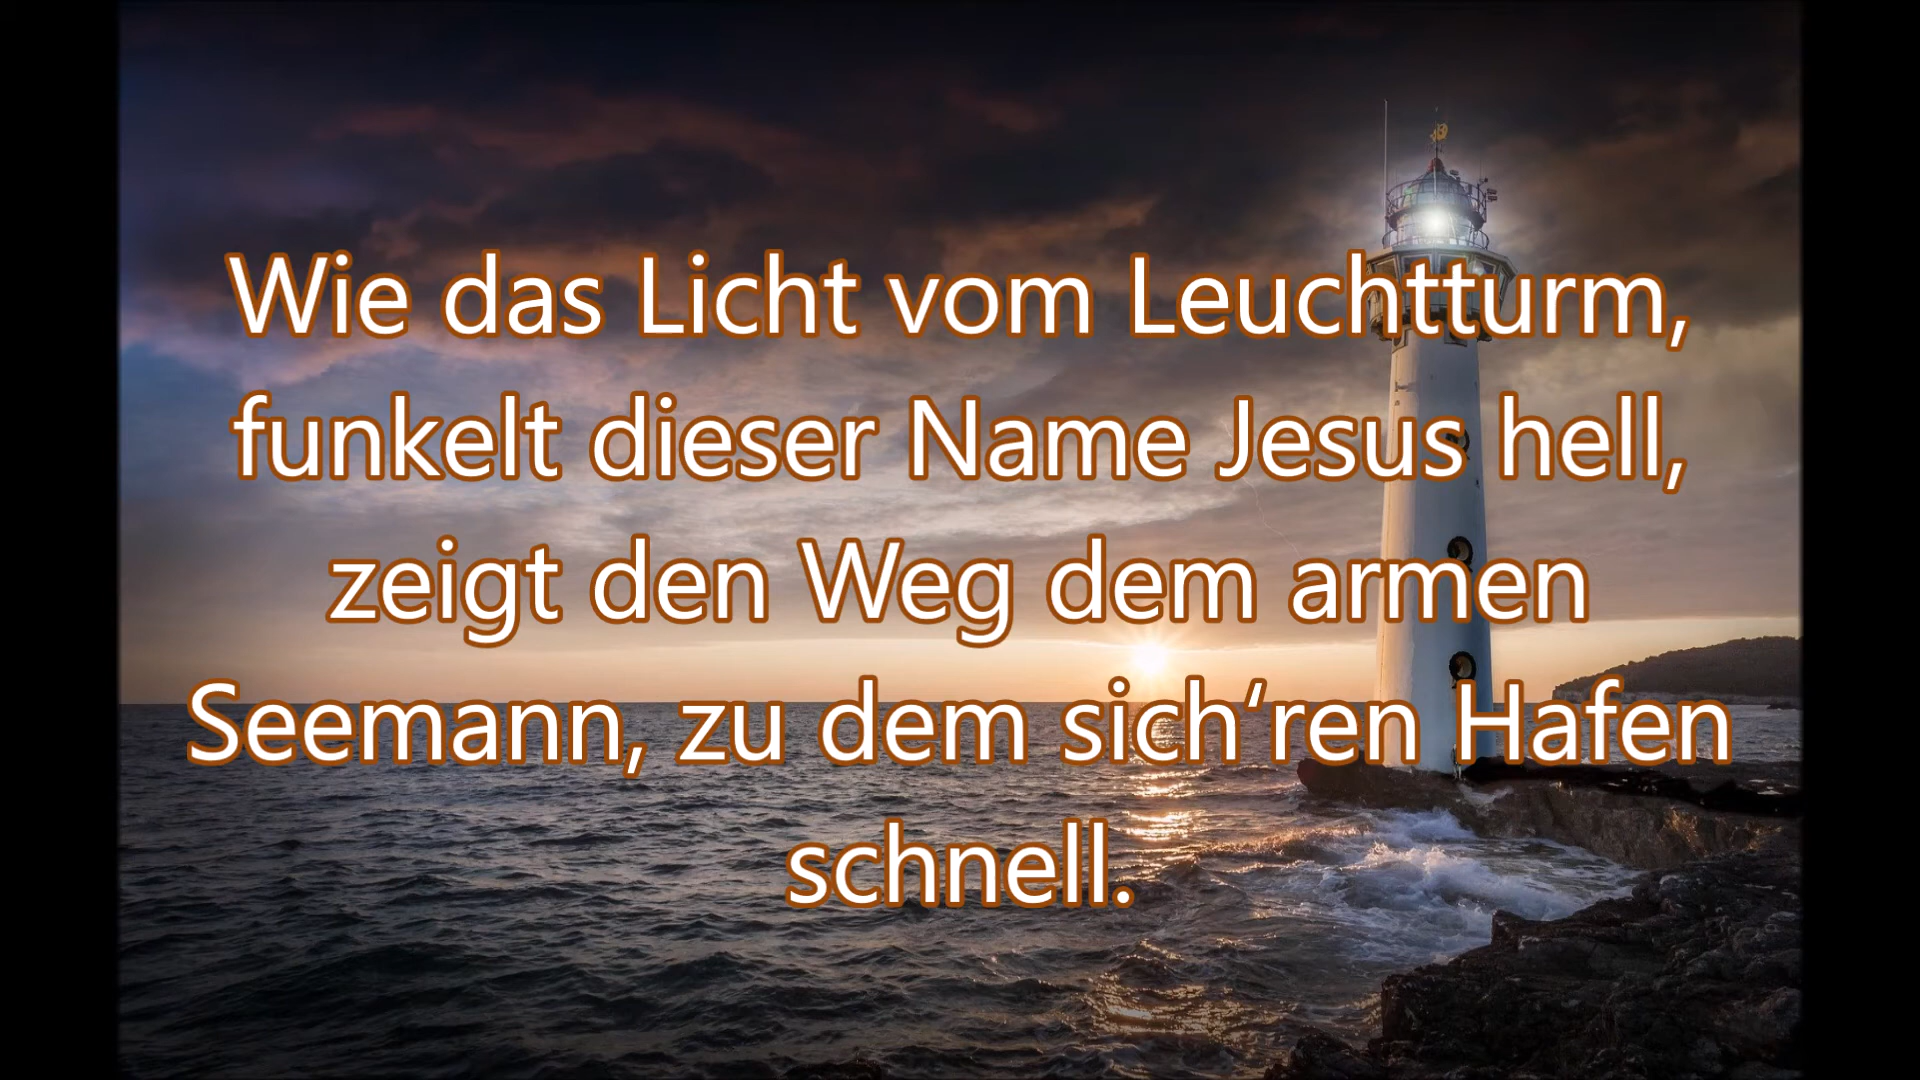 Wie das Licht vom Leuchtturm,
funkelt dieser Name Jesus hell,
zeigt den Weg dem armen
Seemann, zu dem sich‘ren Hafen
schnell.